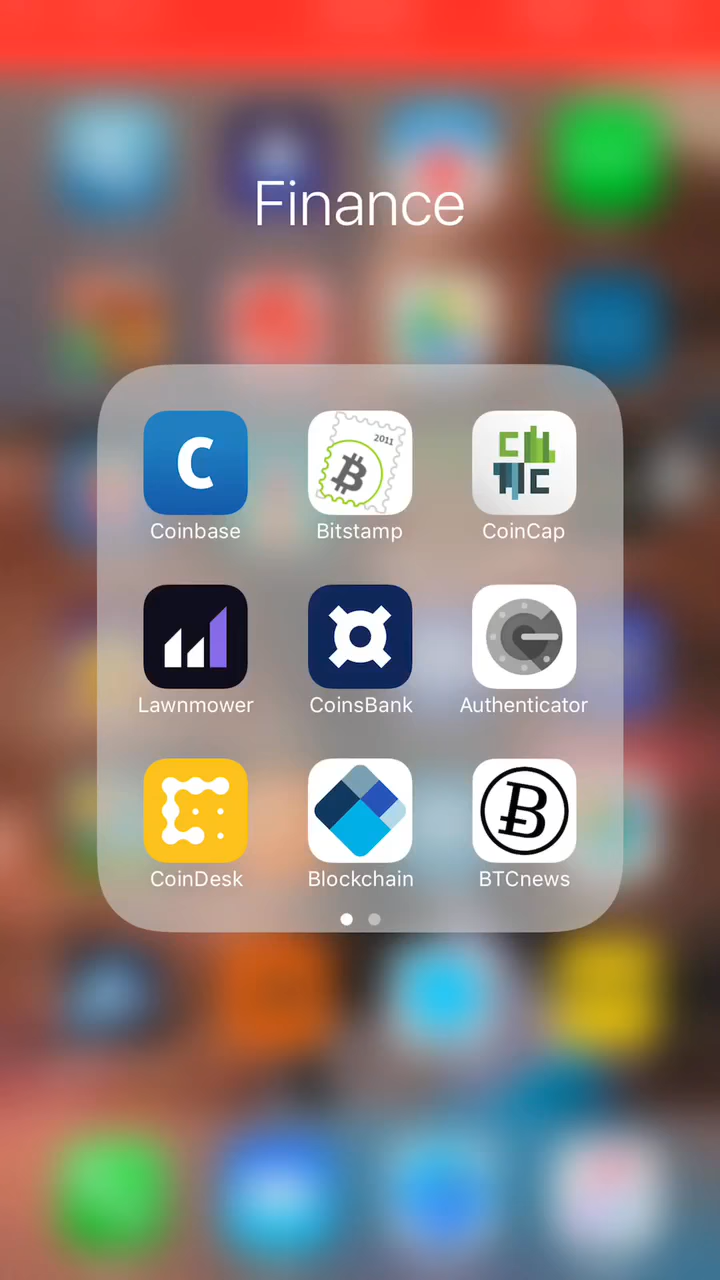 Finance
2011
Coinbase Bitstamp CoinCap
Lawnmower CoinsBank Authenticator
CoinDesk Blockchain BTCnews